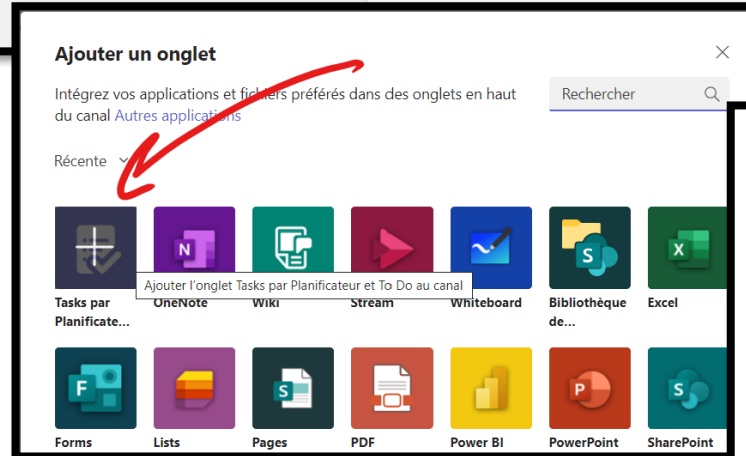 Ajouter un onglet
Intégrez vos applications et fichiers préférés dans des onglets en haut
du canal Autres applications
Rechercher
Récente
N
S
X
Ajouter l'onglet Tasks par Planificateur et To Do au canal
Tasks par
Planificate...
OneNote
Wiki
Stream
Whiteboard
Bibliothèque
de...
Excel
F
S
P
S
Forms
Lists
Pages
PDF
Power BI
PowerPoint
SharePoint